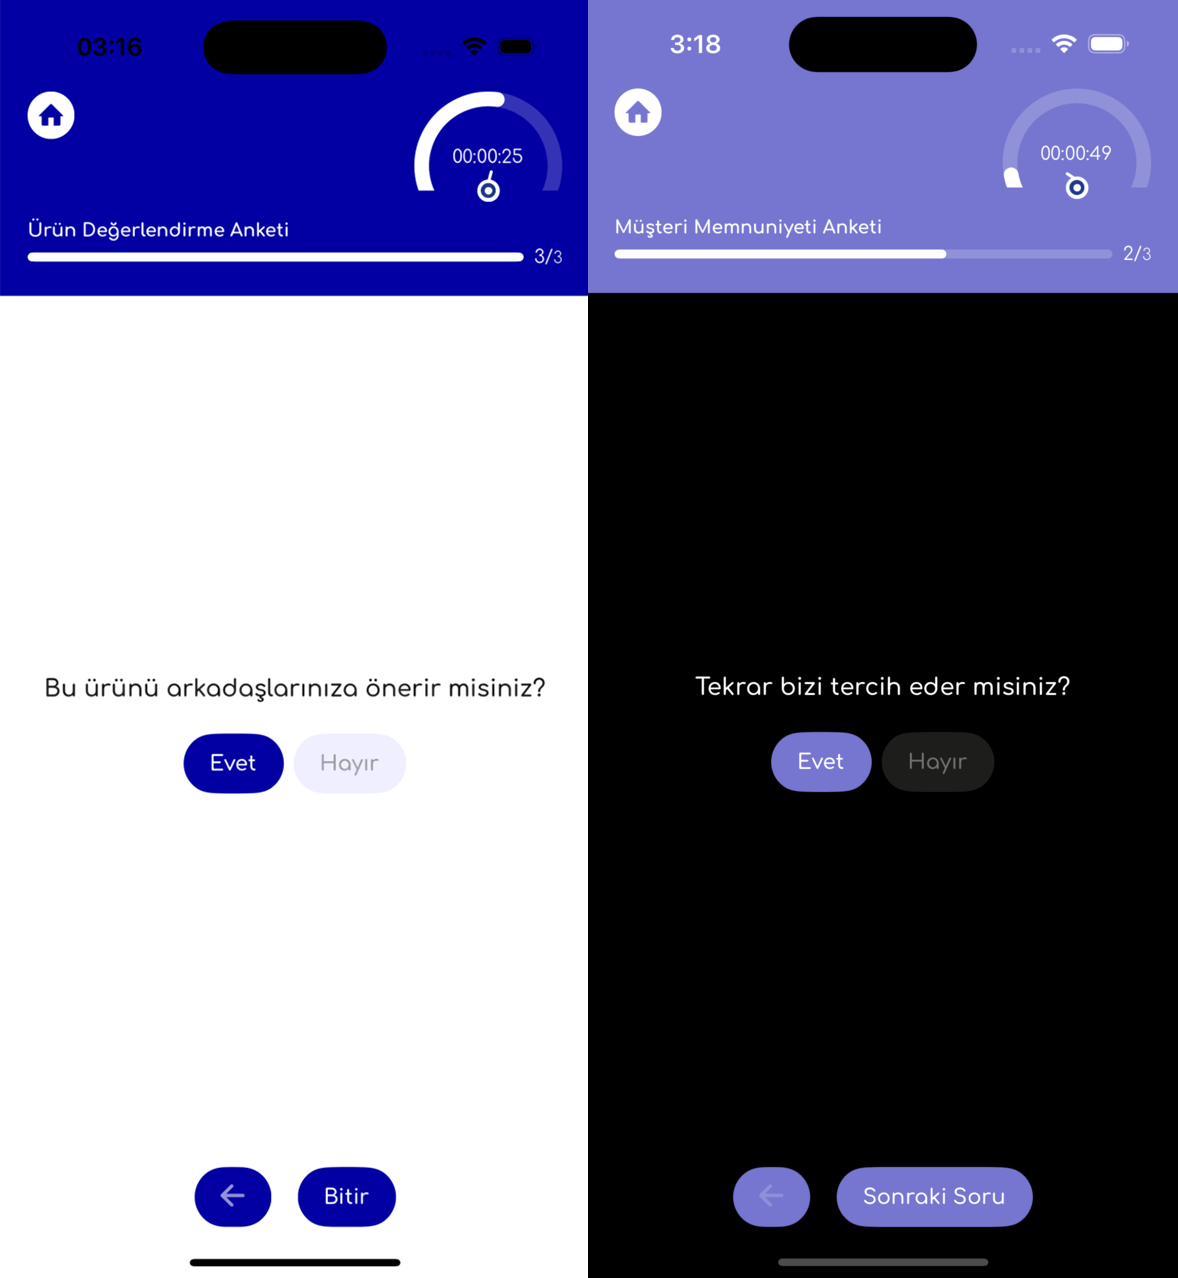 03:16
00:00:25
Ürün Değerlendirme Anketi
3/3
Bu ürünü arkadaşlarınıza önerir misiniz?
Evet
Hayır
Bitir
3:18
00:00:49
Müşteri Memnuniyeti Anketi
2/3
Tekrar bizi tercih eder misiniz?
Evet
Hayır
Sonraki Soru